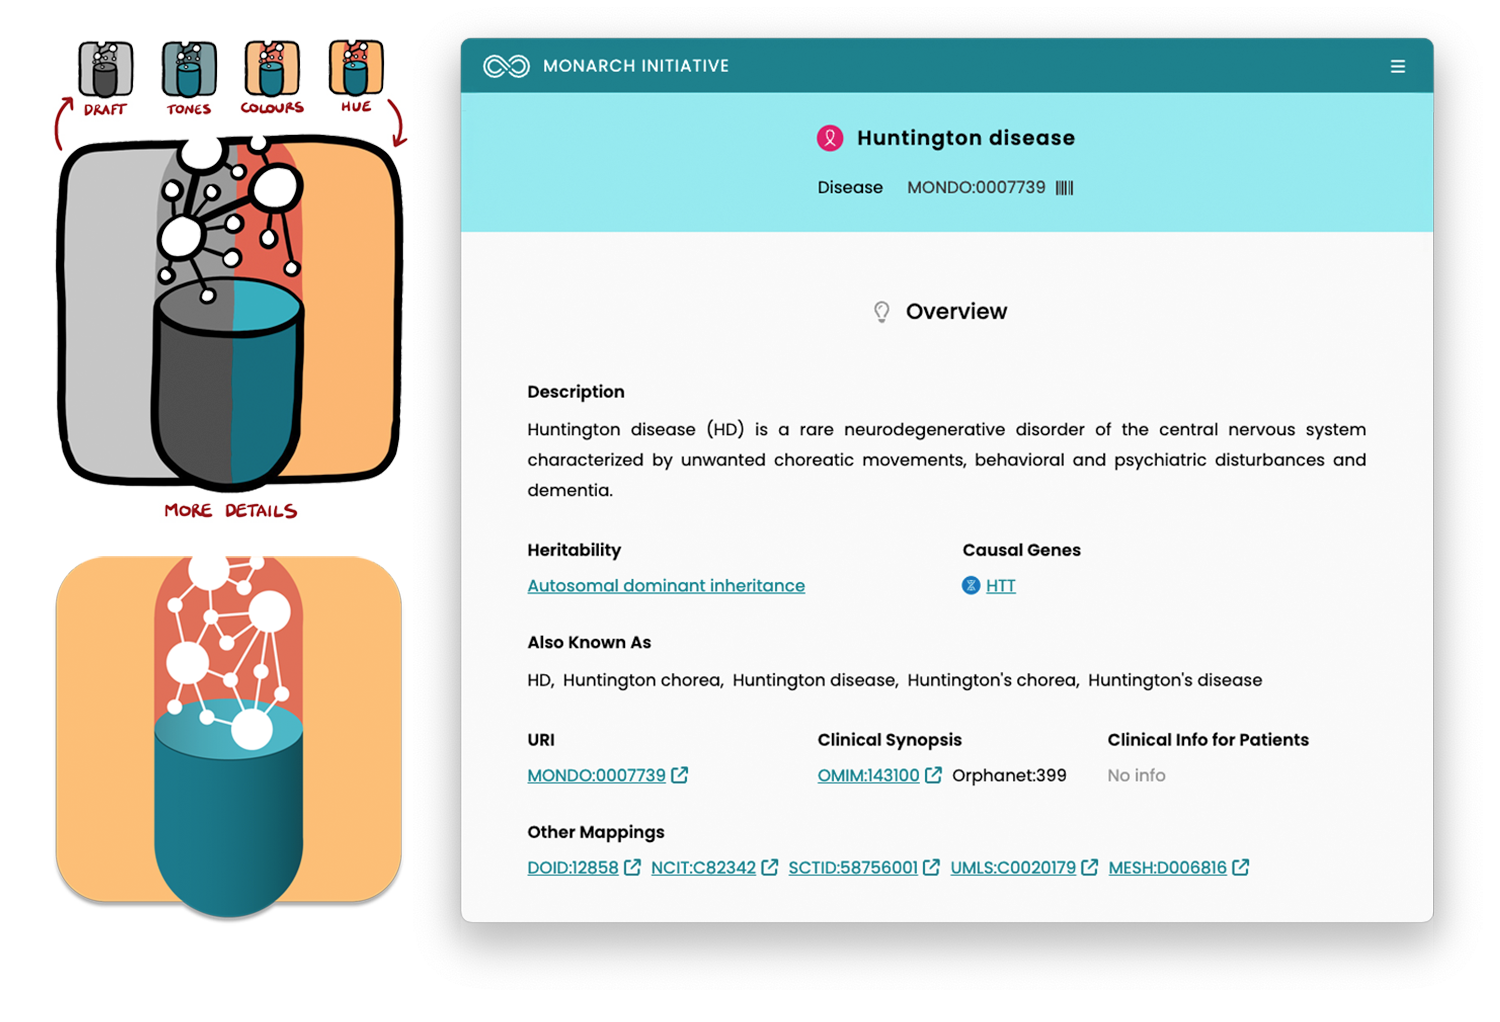 DRAFT
TONES
COLOURS
HUE
MORE DETAILS
MONARCH INITIATIVE
Huntington disease
Disease MONDO:0007739
Overview
Description
Huntington disease (HD) is a rare neurodegenerative disorder of the central nervous system
characterized by unwanted choreatic movements, behavioral and psychiatric disturbances and
dementia.
Heritability
Autosomal dominant inheritance
Causal Genes
HTT
Also Known As
HD, Huntington chorea, Huntington disease, Huntington's chorea, Huntington's disease
URI
MONDO:0007739
Clinical Synopsis
OMIM:143100 Orphanet:399
Clinical Info for Patients
No info
Other Mappings
DOID:12858 NCIT:C82342 SCTID:58756001 UMLS:C0020179 MESH:D006816